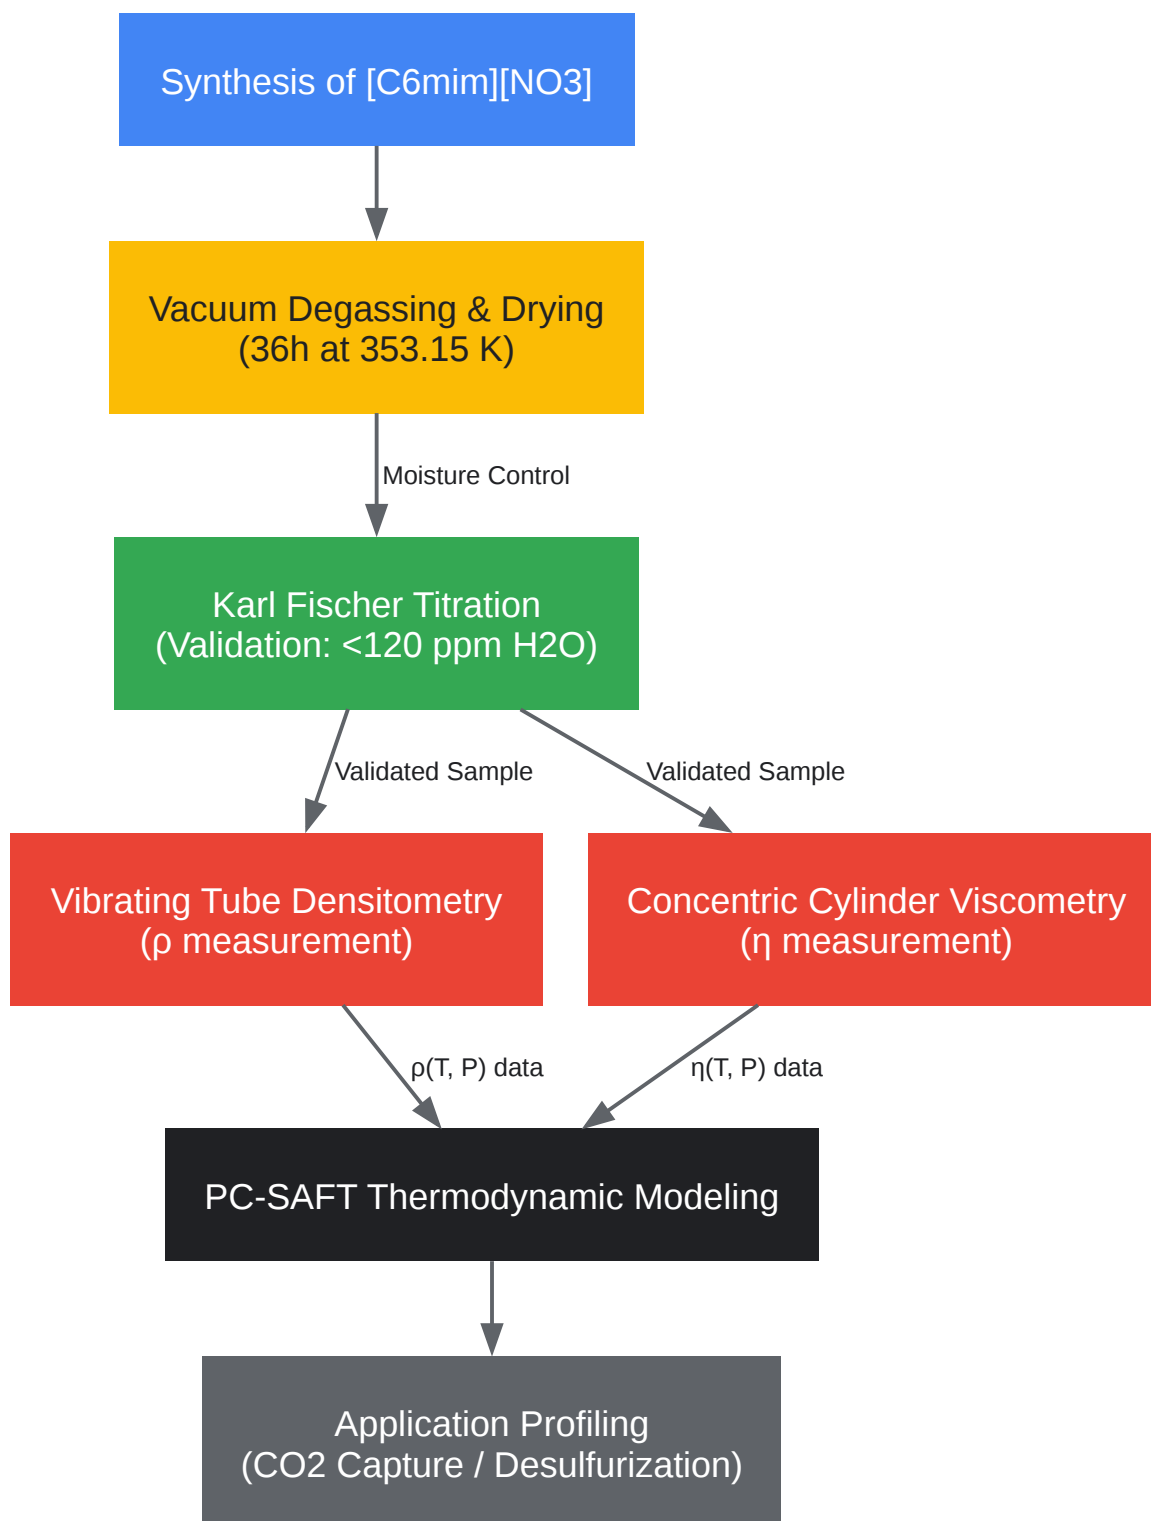 Synthesis of [C6mim][NO3]
Vacuum Degassing & Drying
(36h at 353.15 K)
Moisture Control
Karl Fischer Titration
(Validation: <120 ppm H2O)
Validated Sample
Validated Sample
Vibrating Tube Densitometry
(ρ measurement)
Concentric Cylinder Viscometry
(η measurement)
ρ(T, P) data
η(T, P) data
PC-SAFT Thermodynamic Modeling
Application Profiling
(CO2 Capture / Desulfurization)